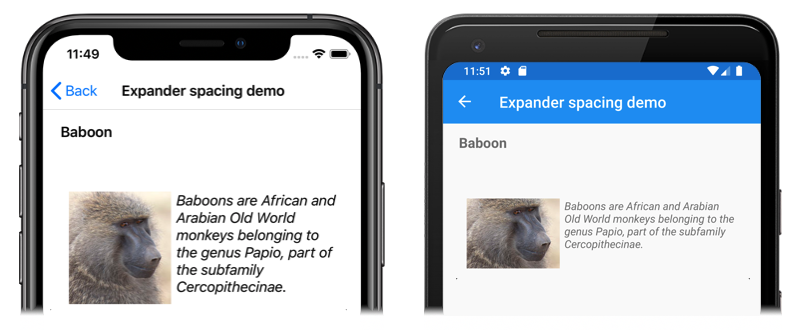 11:49
Back
Expander spacing demo
Baboon
Baboons are African and
Arabian Old World
monkeys belonging to
the genus Papio, part of
the subfamily
Cercopithecinae.
11:51
Expander spacing demo
Baboon
Baboons are African and Arabian
Old World monkeys belonging to the
genus Papio, part of the subfamily
Cercopithecinae.